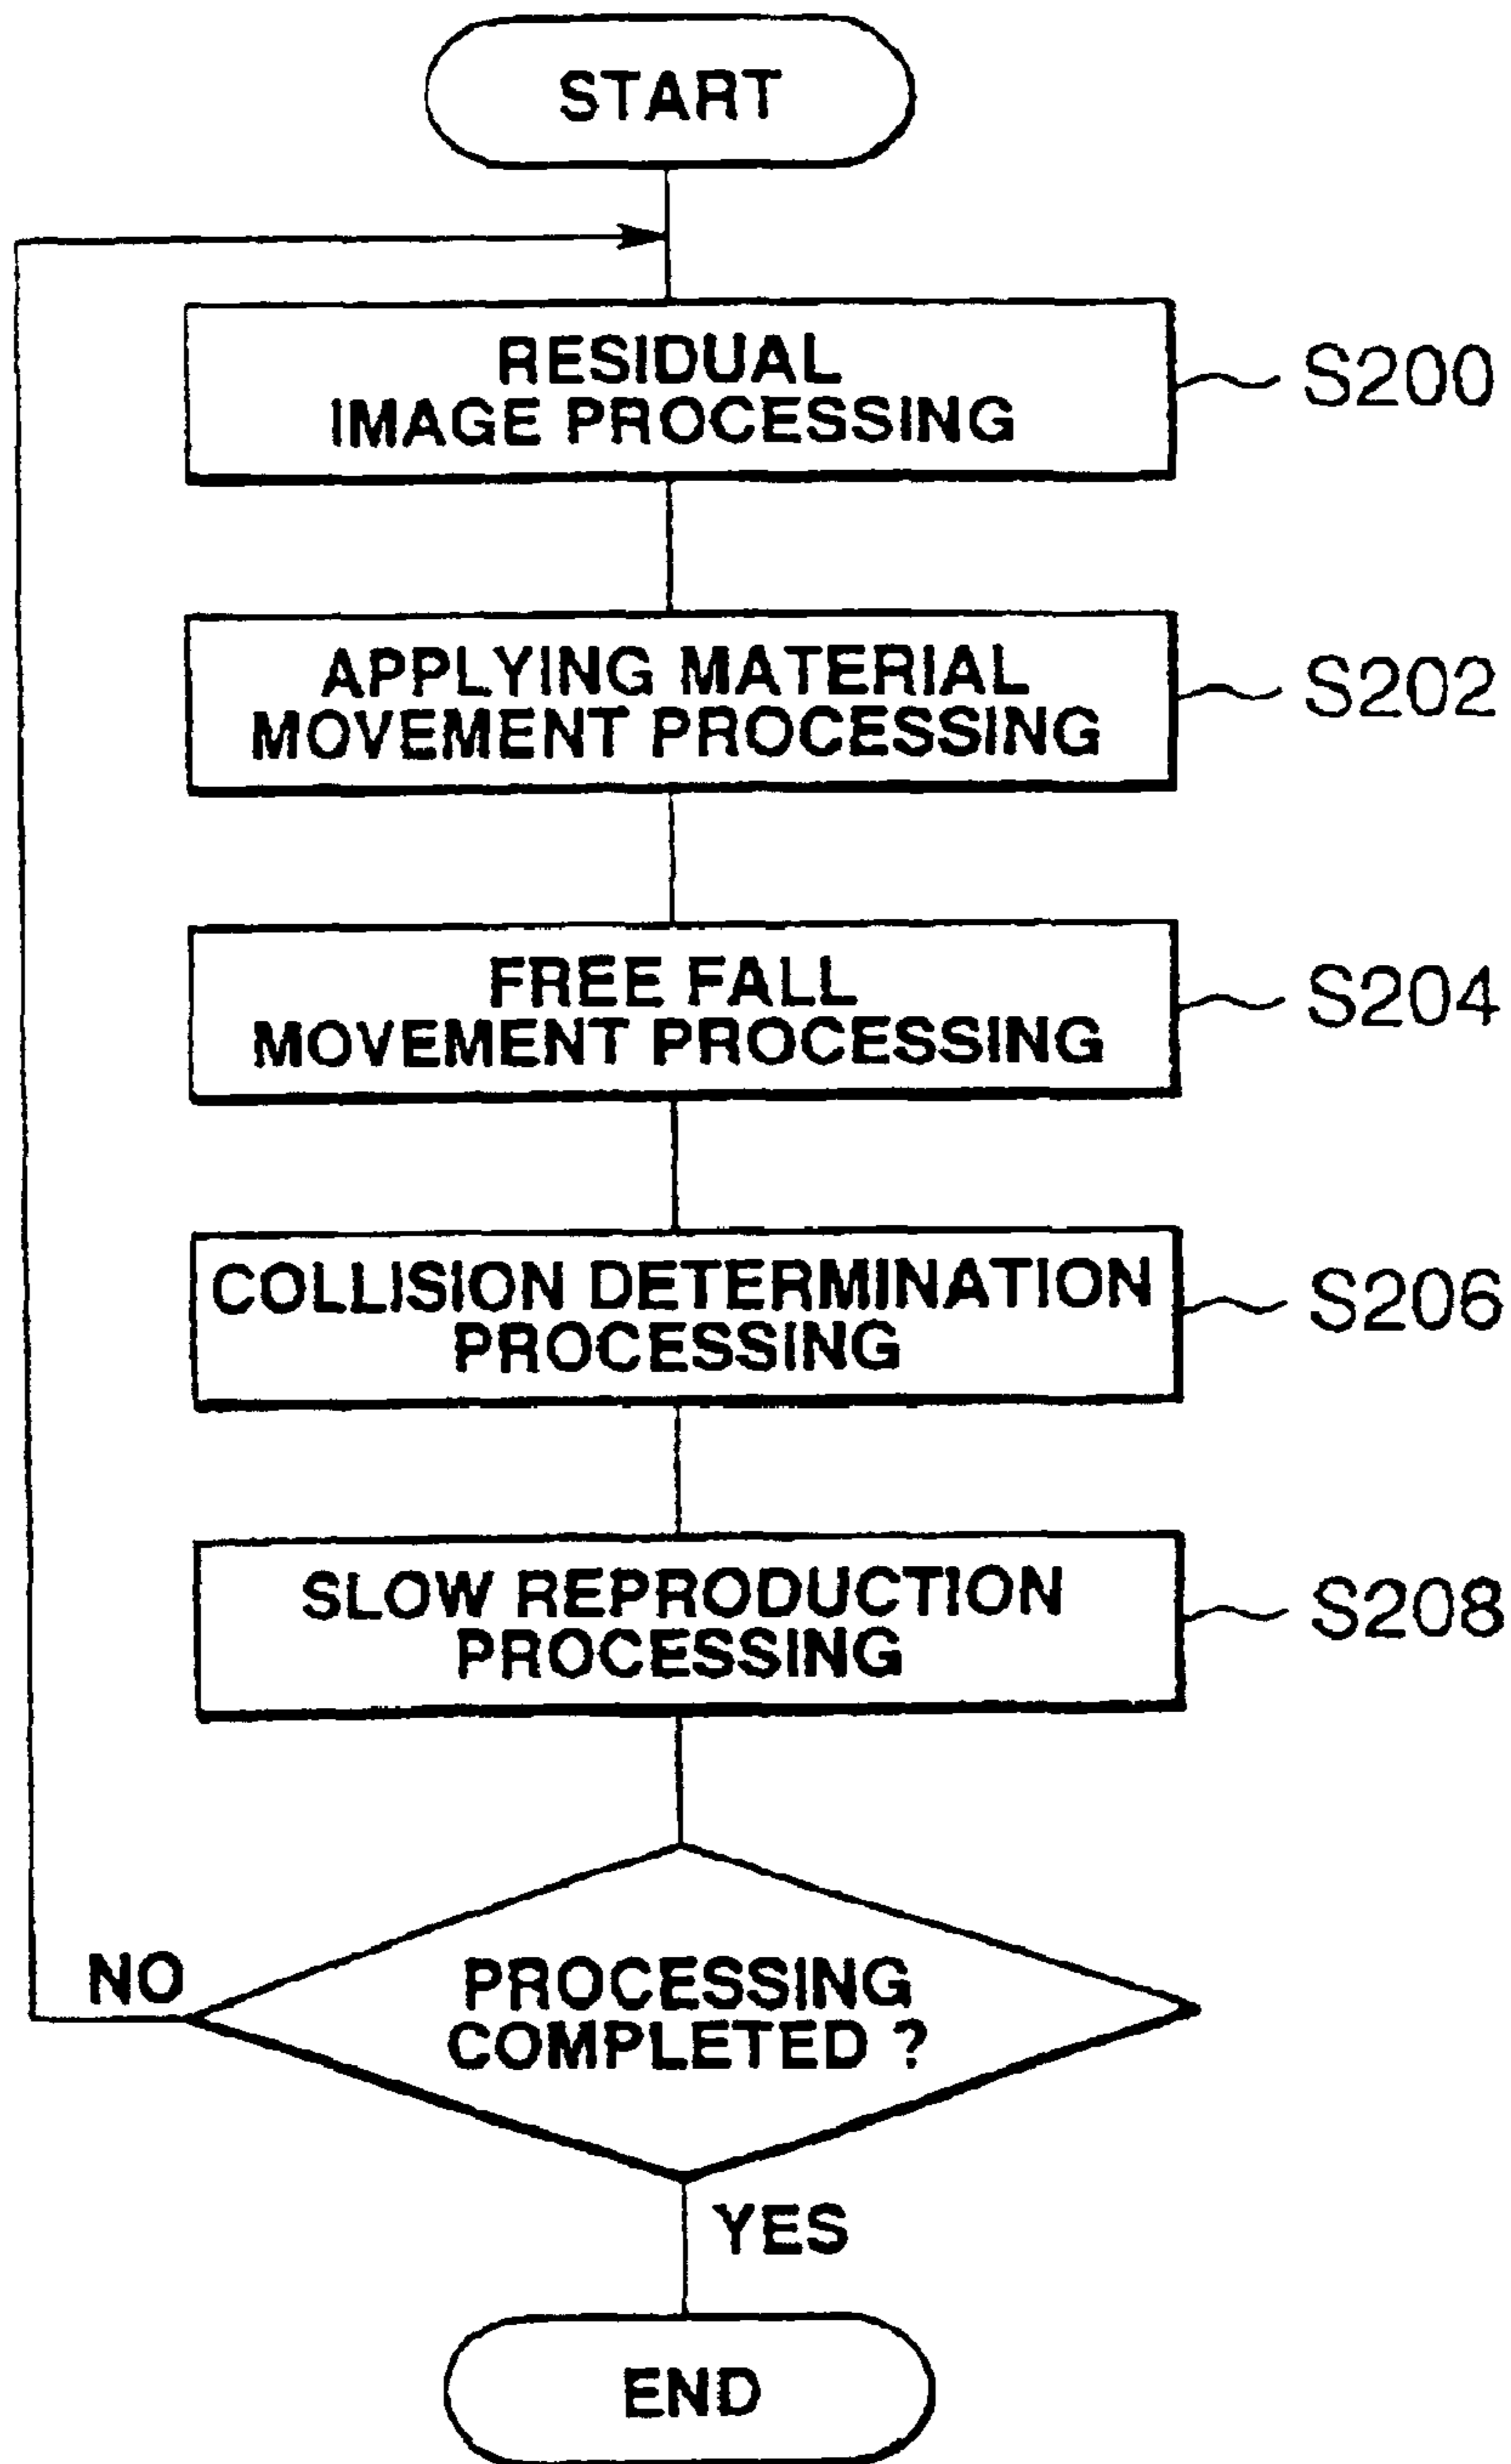 START
RESIDUAL
IMAGE PROCESSING
S200
APPLYING MATERIAL
MOVEMENT PROCESSING
S202
FREE FALL
MOVEMENT PROCESSING
S204
COLLISION DETERMINATION
PROCESSING
S206
SLOW REPRODUCTION
PROCESSING
S208
NO
PROCESSING
COMPLETED ?
YES
END